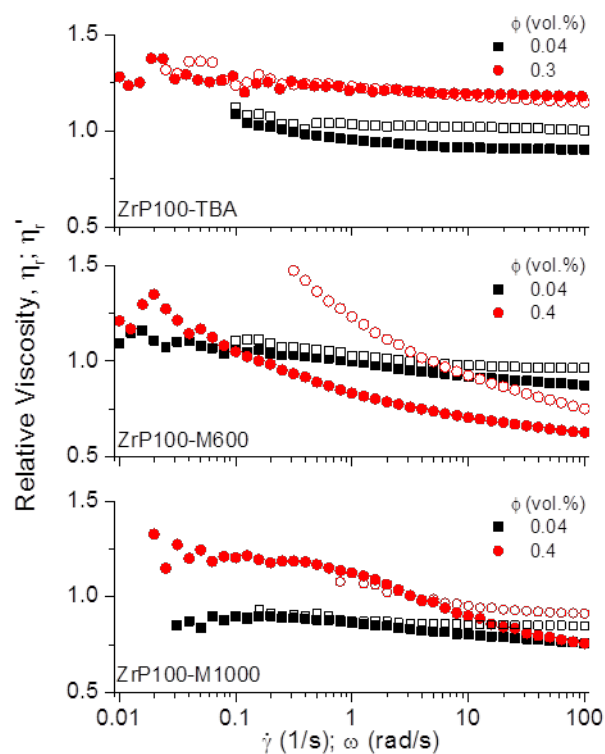 Relative Viscosity, ηr; ηr'
1.5
1.0
0.5
ϕ (vol.%)
0.04
0.3
ZrP100-TBA
1.5
1.0
0.5
ϕ (vol.%)
0.04
0.4
ZrP100-M600
1.5
1.0
0.5
ϕ (vol.%)
0.04
0.4
ZrP100-M1000
0.01
0.1
1
10
100
γ̇ (1/s); ω (rad/s)